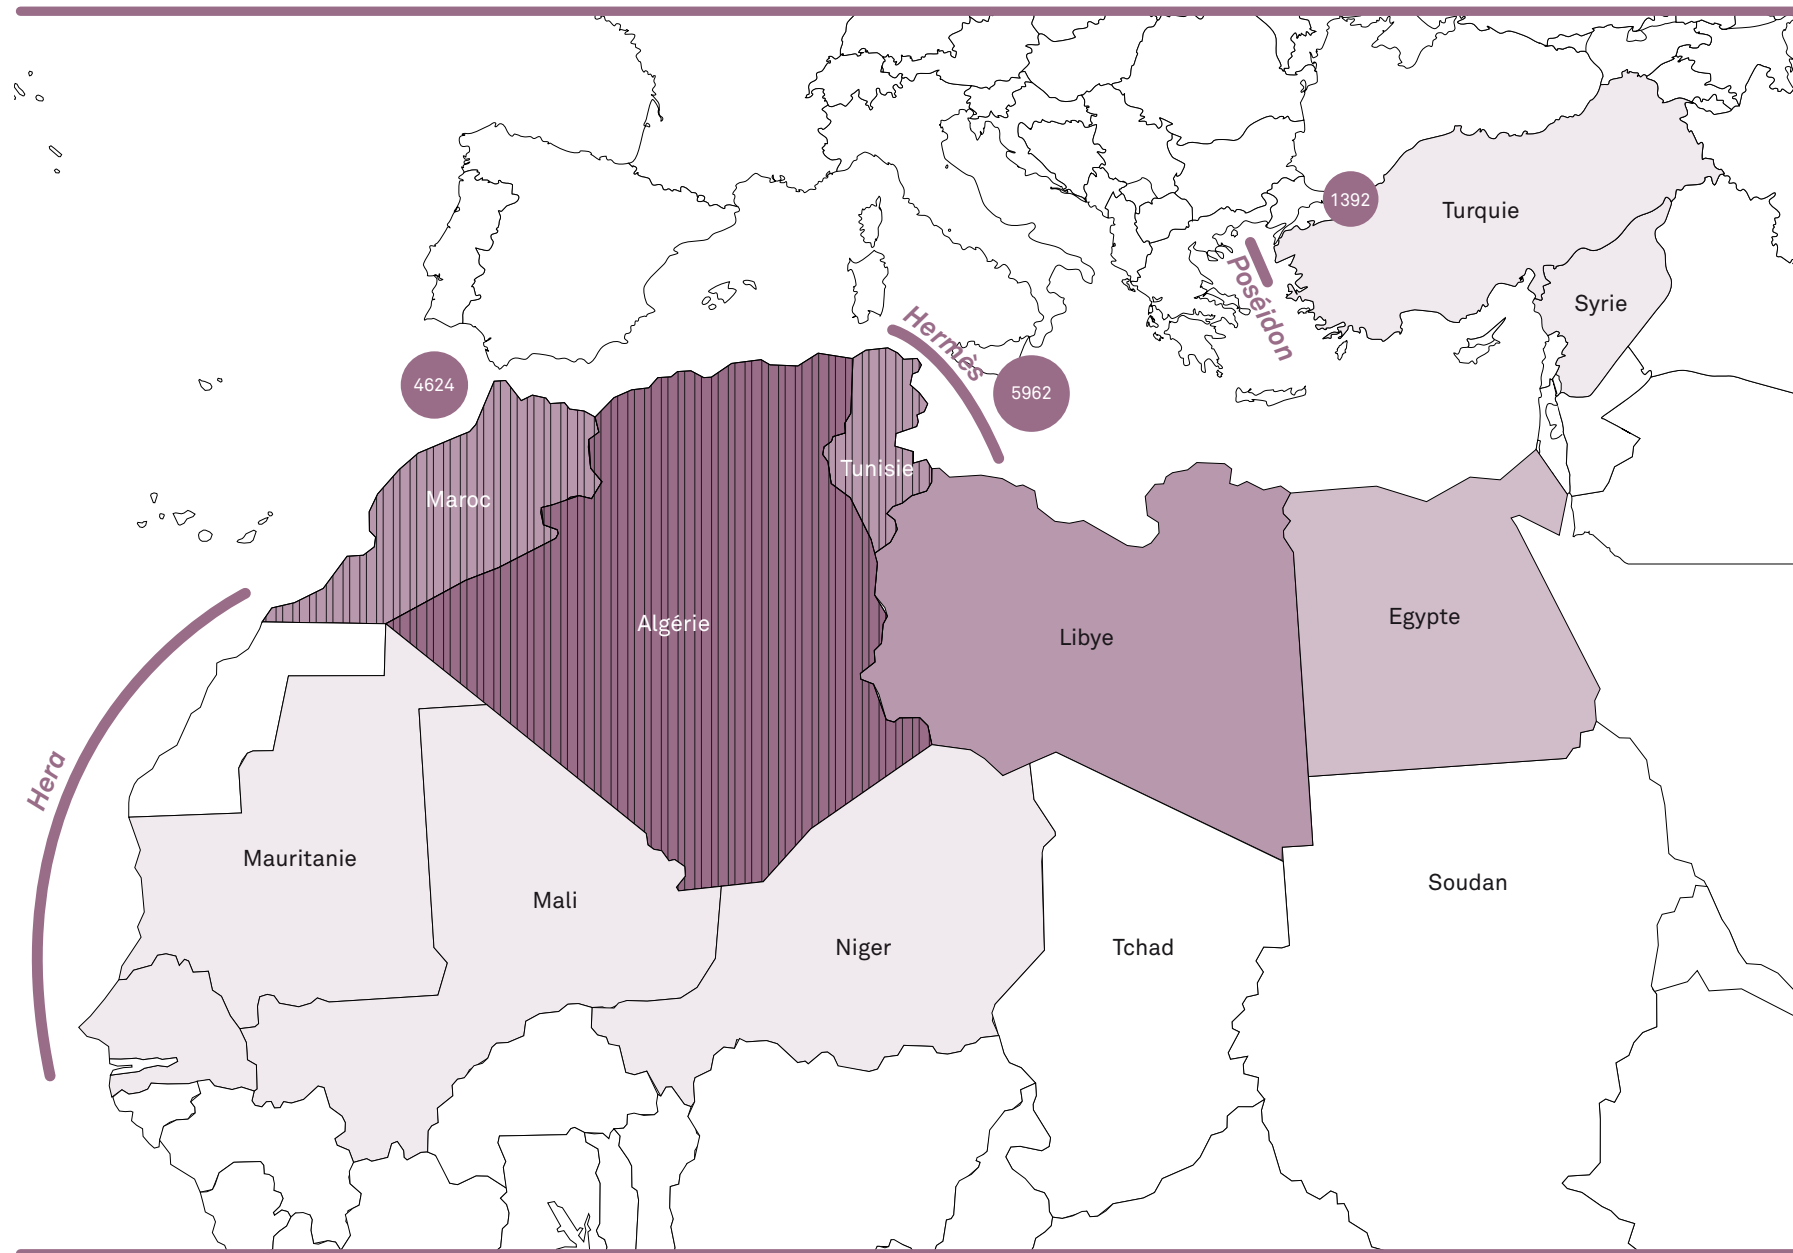 1392
Turquie
Poséidon
Syrie
Hermès
4624
5962
Tunisie
Maroc
Algérie
Libye
Egypte
Hera
Mauritanie
Mali
Niger
Tchad
Soudan